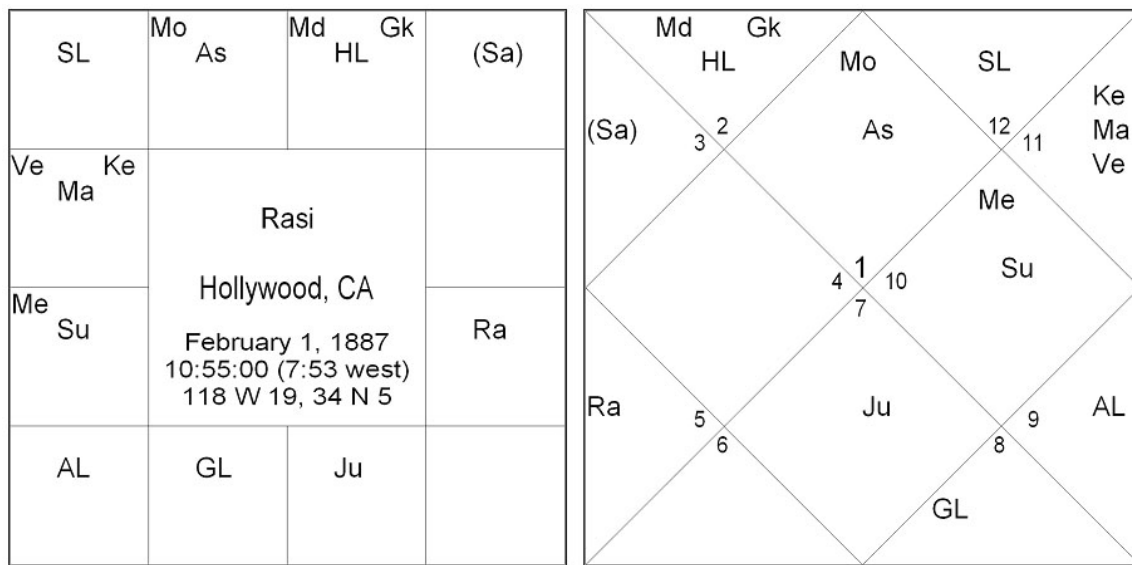 SL
Mo
As
Md Gk
HL
(Sa)
Ve Ke
Ma
Rasi
Hollywood, CA
February 1, 1887
10:55:00 (7:53 west)
118 W 19, 34 N 5
Me
Su
Ra
AL
GL
Ju
Md Gk
HL
Mo
SL
(Sa)
As
Ke
Ma
Ve
2
3
12
11
Me
Su
1
4 10
7
Ra
5
6
Ju
9
8
AL
GL